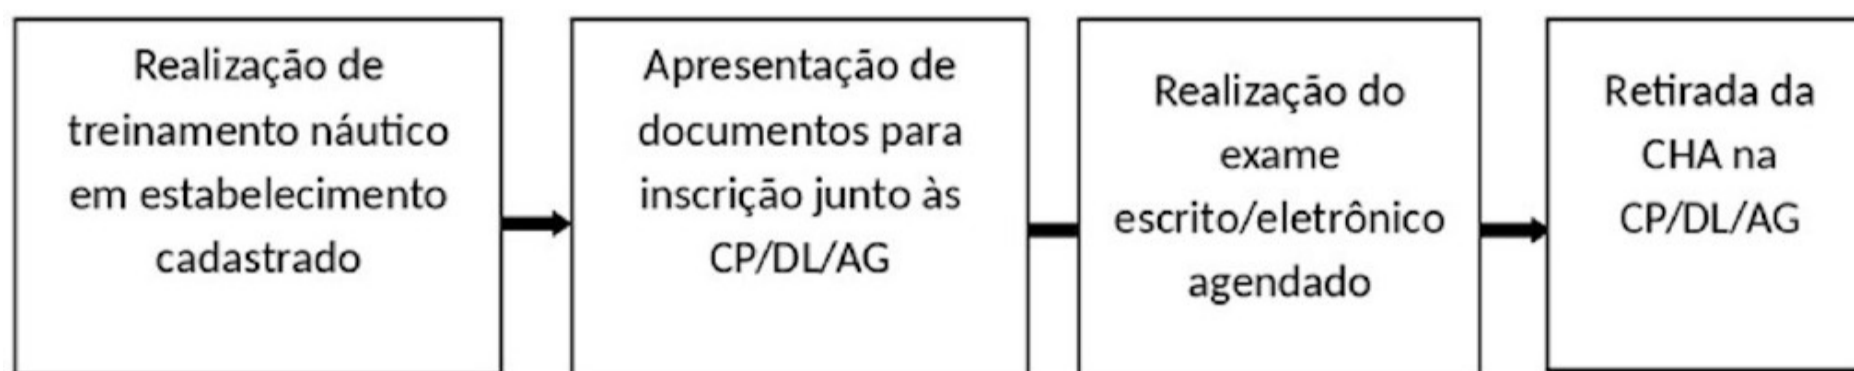 Realização de
treinamento náutico
em estabelecimento
cadastrado
Apresentação de
documentos para
inscrição junto às
CP/DL/AG
Realização do
exame
escrito/eletrônico
agendado
Retirada da
CHA na
CP/DL/AG